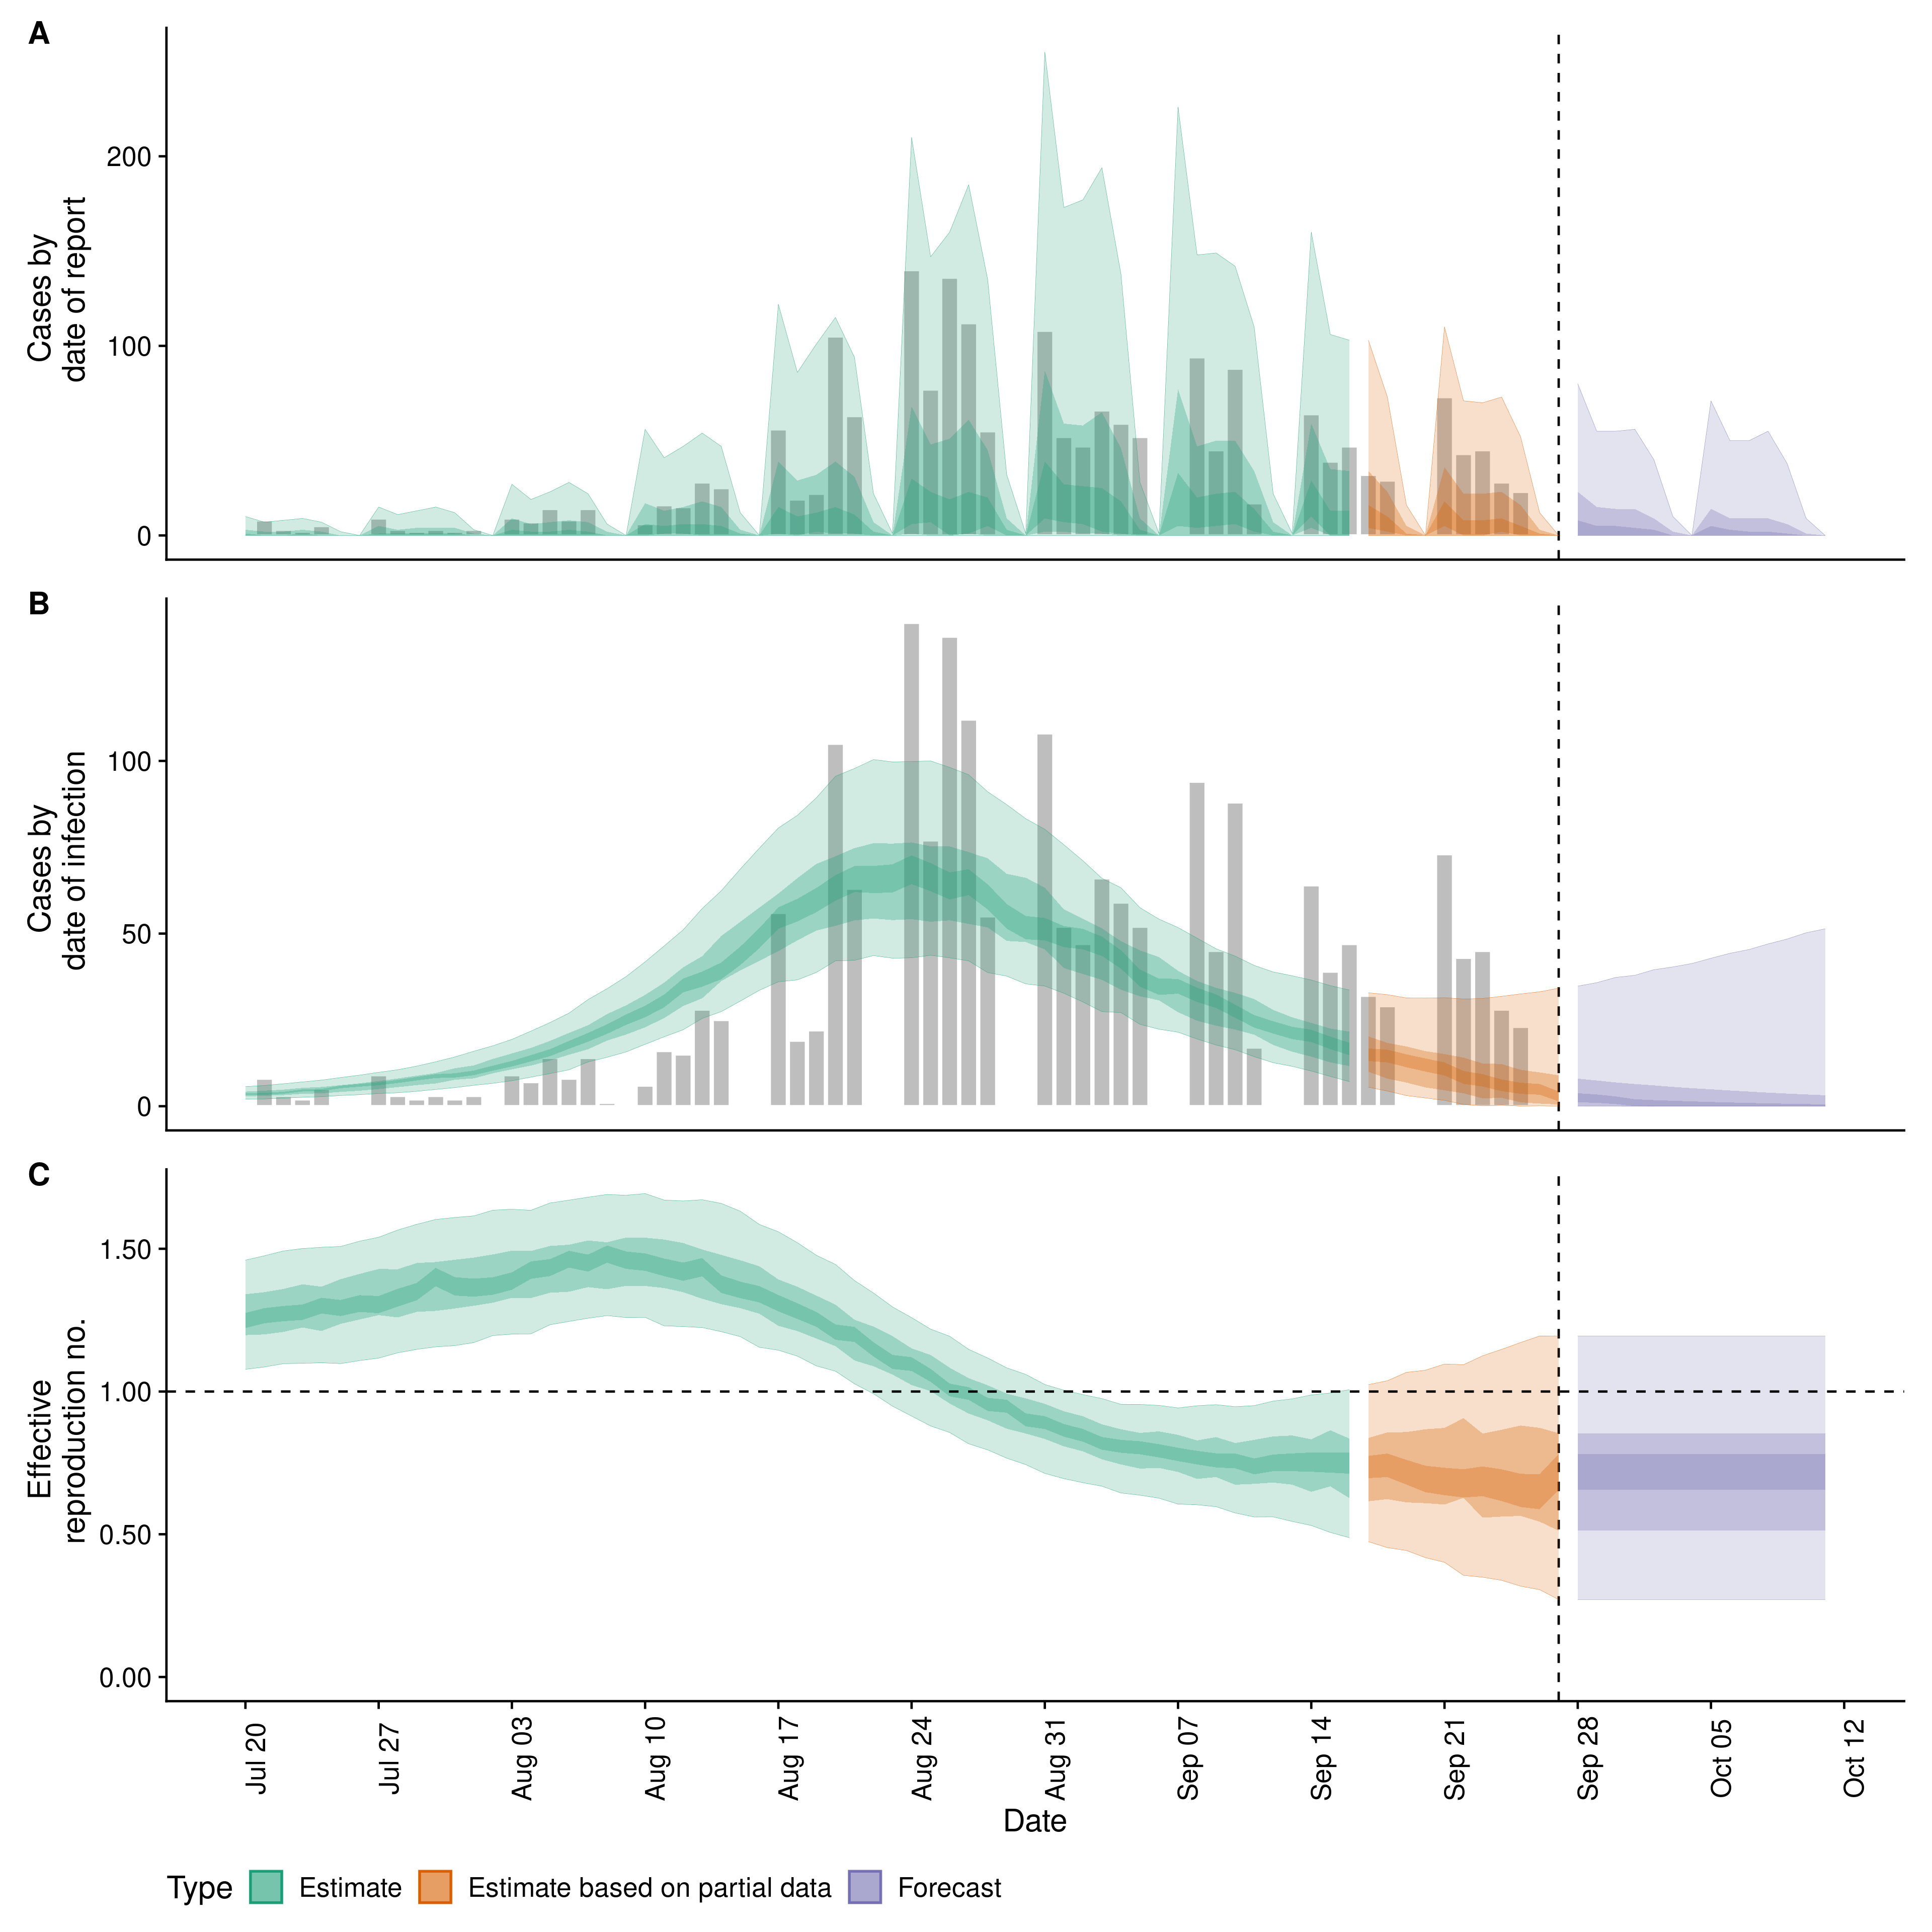 A
Cases by
date of report
200
100
0
B
Cases by
date of infection
100
50
0
C
Effective
reproduction no.
1.50
1.00
0.50
0.00
Jul 20
Jul 27
Aug 03
Aug 10
Aug 17
Aug 24
Aug 31
Sep 07
Sep 14
Sep 21
Sep 28
Oct 05
Oct 12
Date
Type Estimate Estimate based on partial data Forecast